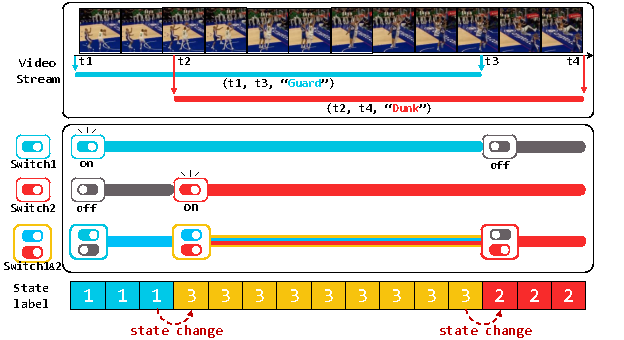 t1 t2 t3 t4
Video
Stream
(t1, t3, “Guard”)
(t2, t4, “Dunk”)
Switch1
on
off
Switch2
off
on
Switch1&2
State
label
1 1 1 3 3 3 3 3 3 3 3 3 2 2 2
state change
state change